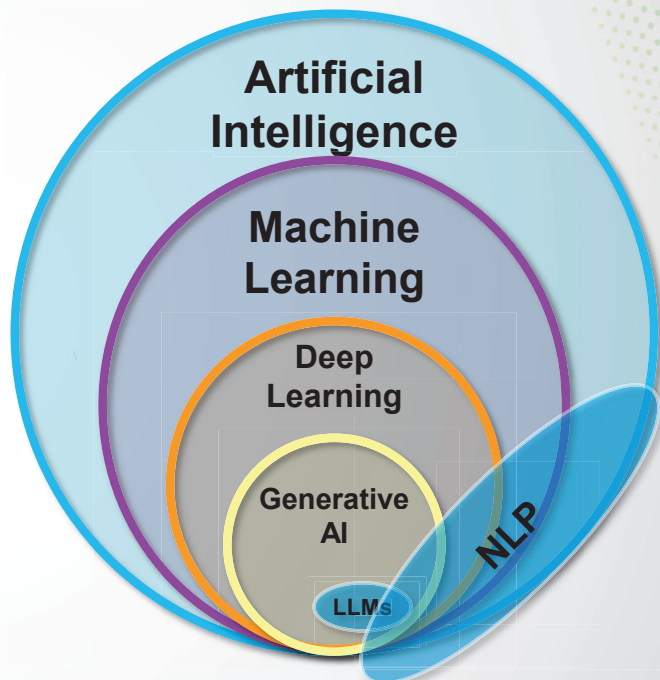 Artificial
Intelligence
Machine
Learning
Deep
Learning
Generative
AI
NLP
LLMs